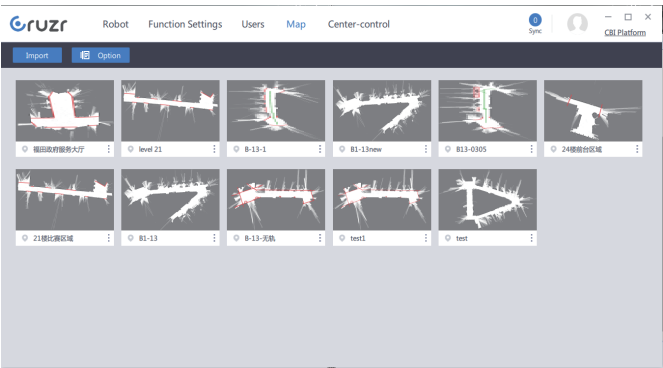 Cruzr Robot Function Settings Users Map Center-control 0 Sync CBI Platform
Import Option
福田政府服务大厅 level 21 B-13-1 B1-13new B13-0305 24楼前台区域
21楼比赛区域 B1-13 B-13-无轨 test1 test